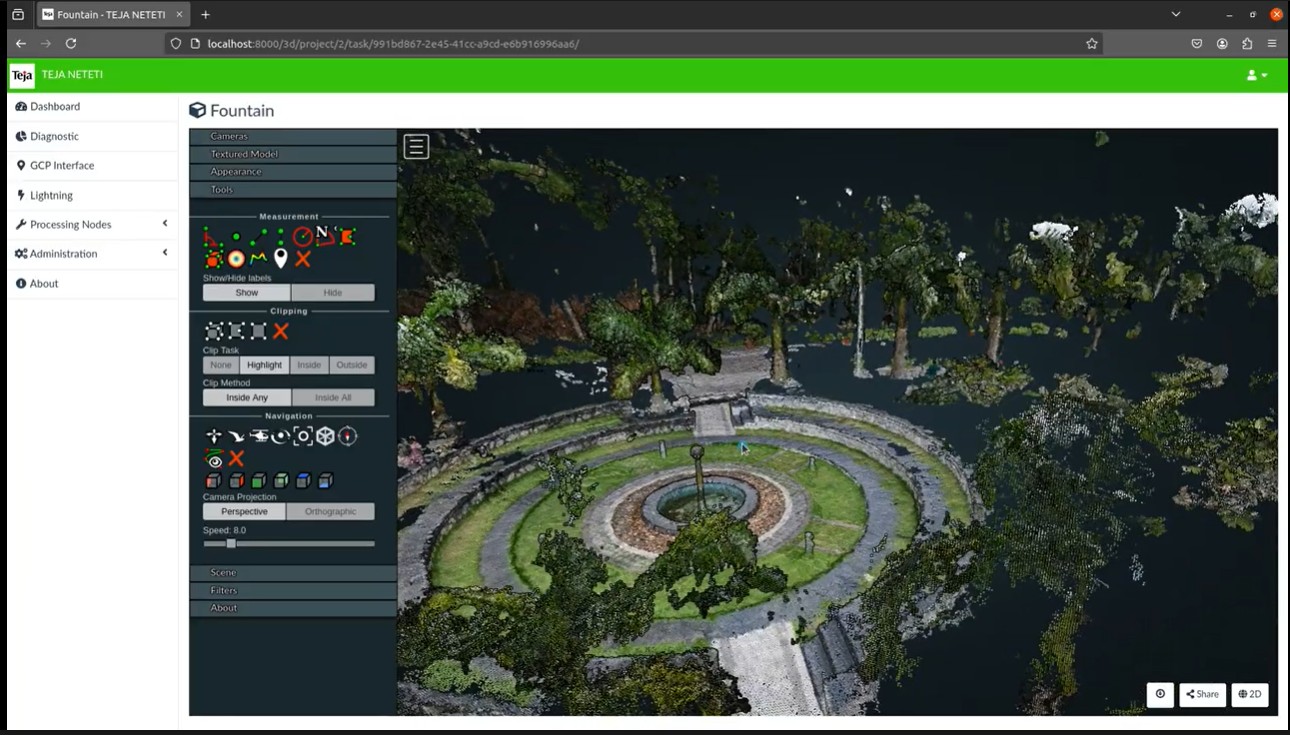 Fountain - TEJA NETETI
localhost:8000/3d/project/2/task/991bd867-2e45-41cc-a9cd-e6b916996aa6/
Teja TEJA NETETI
Dashboard
Diagnostic
GCP Interface
Lightning
Processing Nodes
Administration
About
Fountain
Cameras
Textured Model
Appearance
Tools
Measurement
N
Show/Hide labels
Show Hide
Clipping
Clip Task
None Highlight Inside Outside
Clip Method
Inside Any Inside All
Navigation
Camera Projection
Perspective Orthographic
Speed: 8.0
Scene
Filters
About
Share 2D